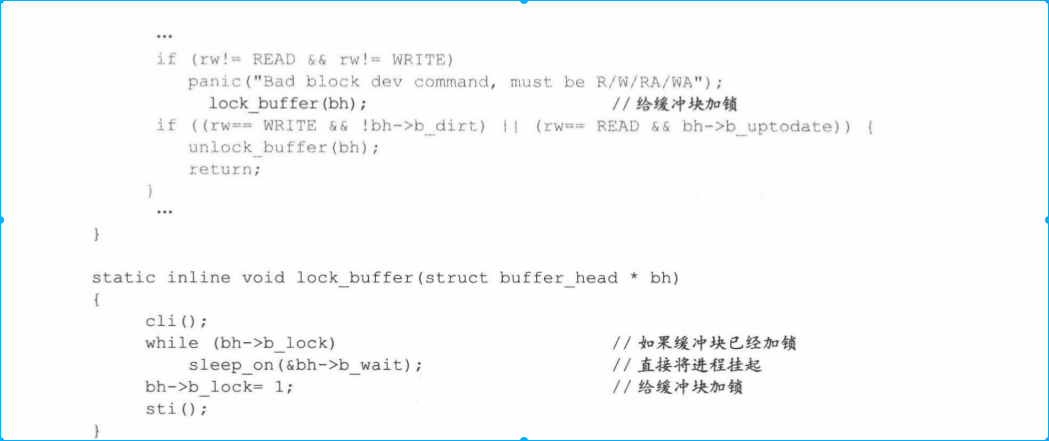 ...
if (rw!= READ && rw!= WRITE)
panic("Bad block dev command, must be R/W/RA/WA");
lock_buffer(bh); //给缓冲块加锁
if ((rw== WRITE && !bh->b_dirt) || (rw== READ && bh->b_uptodate)) {
unlock_buffer(bh);
return;
}
...
}
static inline void lock_buffer(struct buffer_head * bh)
{
cli();
while (bh->b_lock) //如果缓冲块已经加锁
sleep_on(&bh->b_wait); //直接将进程挂起
bh->b_lock= 1; //给缓冲块加锁
sti();
}